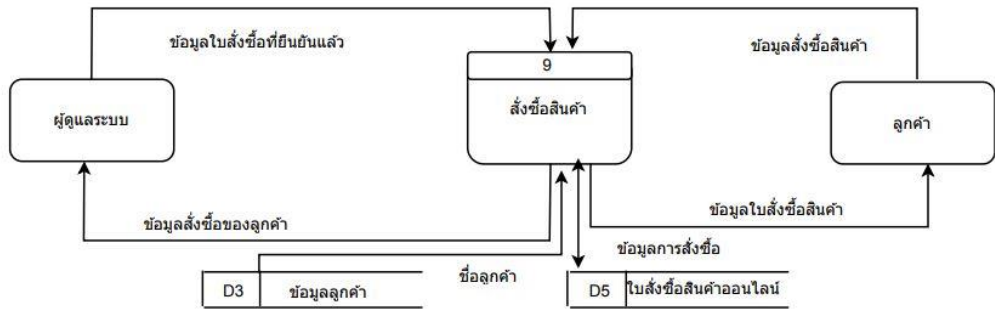 ข้อมูลใบสั่งซื้อที่ยืนยันแล้ว
ข้อมูลสั่งซื้อสินค้า
9
สั่งซื้อสินค้า
ผู้ดูแลระบบ
ลูกค้า
ข้อมูลสั่งซื้อของลูกค้า
ข้อมูลใบสั่งซื้อสินค้า
ข้อมูลการสั่งซื้อ
ชื่อลูกค้า
D3 ข้อมูลลูกค้า
D5 ใบสั่งซื้อสินค้าออนไลน์